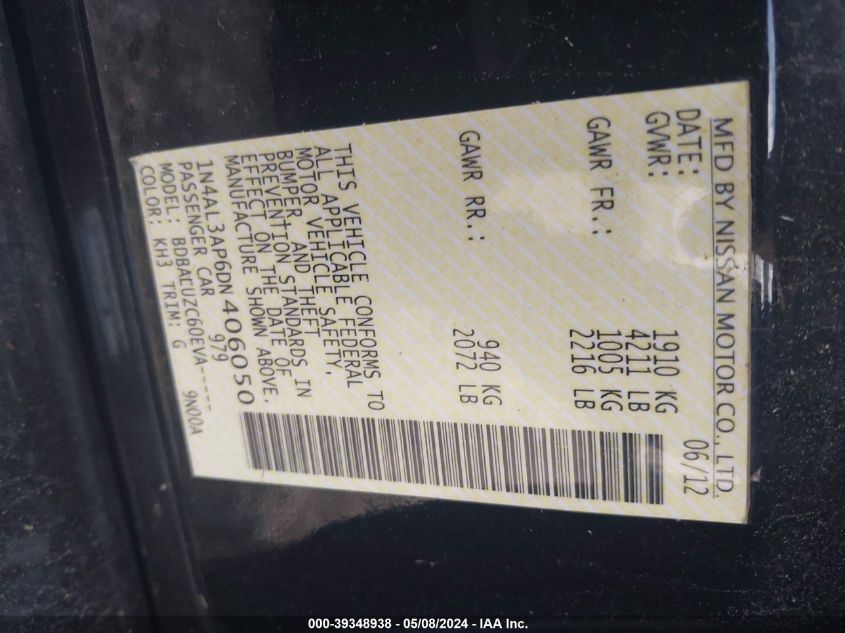 MFD BY NISSAN MOTOR CO., LTD.
DATE: 06/12
GVWR: 1910 KG
4211 LB
GAWR FR.: 1005 KG
2216 LB
GAWR RR.: 940 KG
2072 LB
THIS VEHICLE CONFORMS TO
ALL APPLICABLE FEDERAL
MOTOR VEHICLE SAFETY,
BUMPER, AND THEFT
PREVENTION STANDARDS IN
EFFECT ON THE DATE OF
MANUFACTURE SHOWN ABOVE.
1N4AL3AP6DN406050
PASSENGER CAR 979
MODEL: BDBALUZC60EVA-----
COLOR: KH3 TRIM: G 9N00A
000-39348938 - 05/08/2024 - IAA Inc.